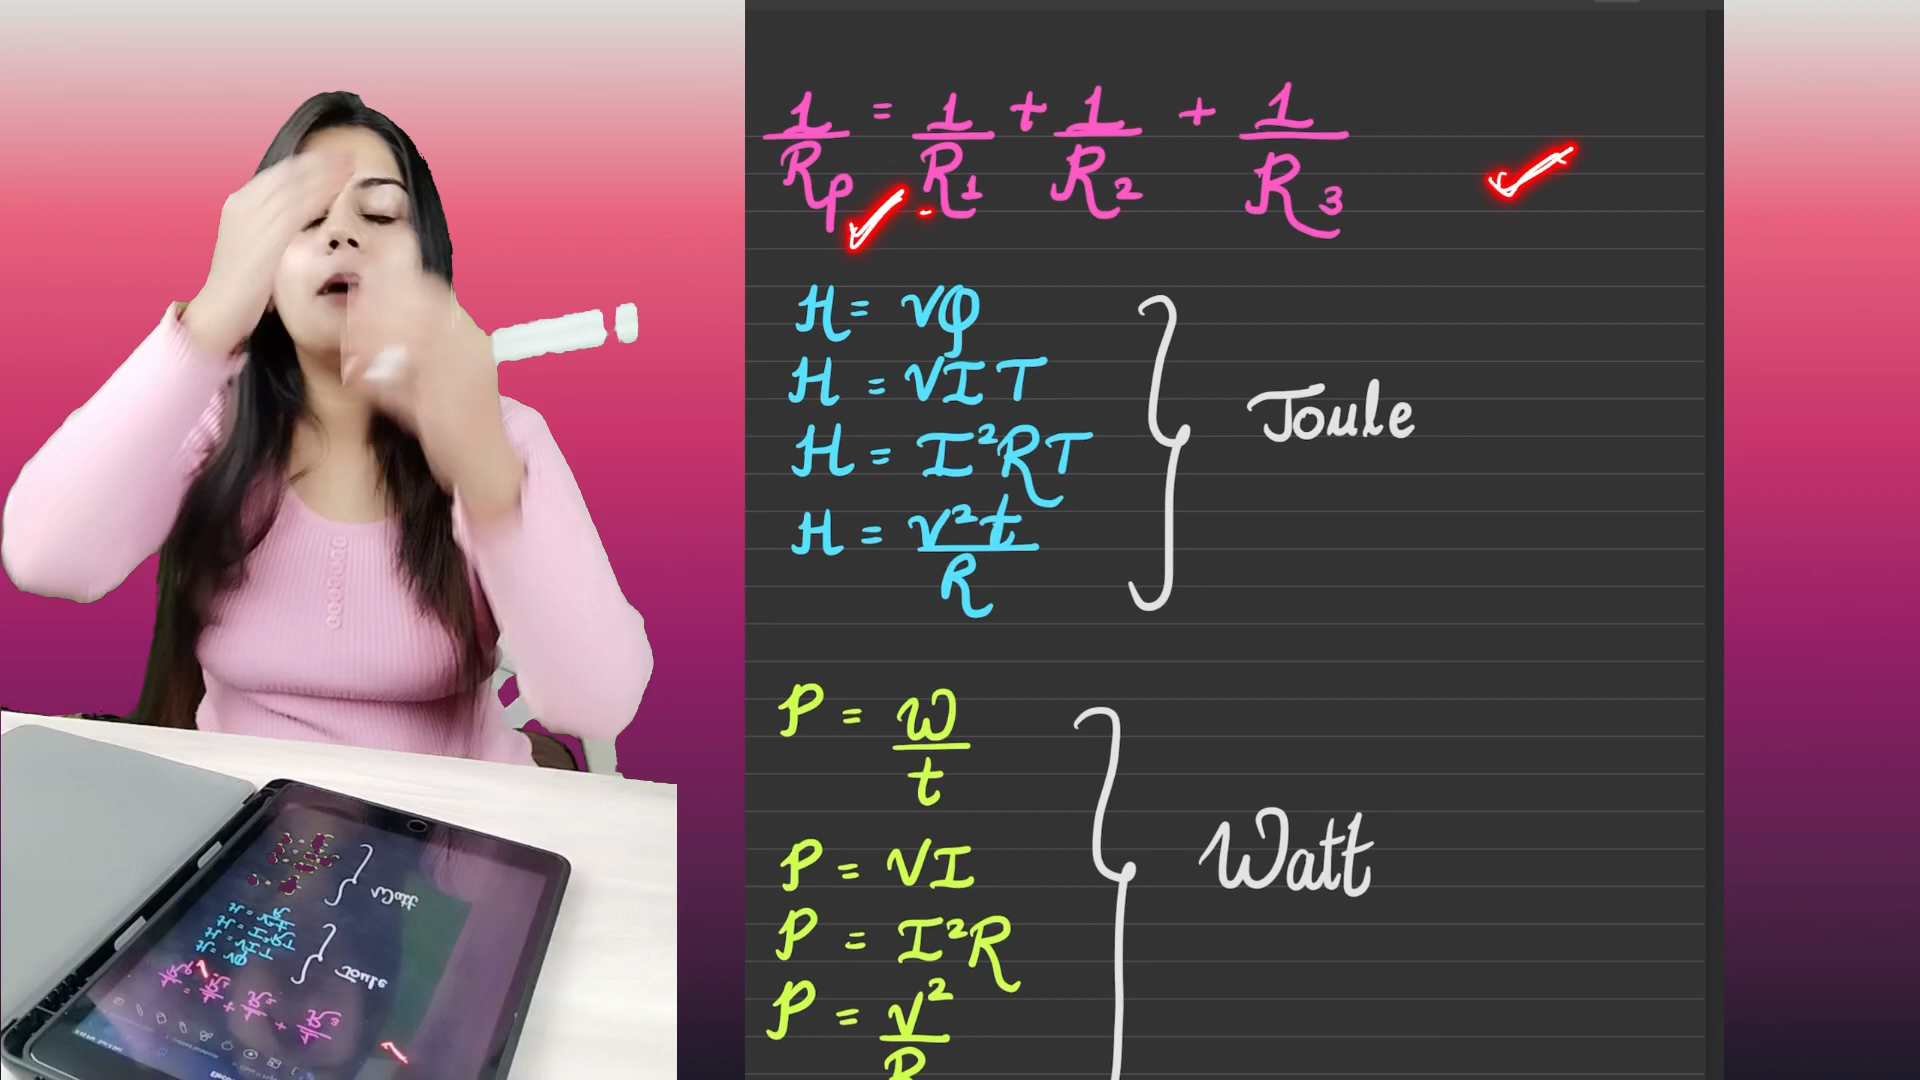 1/Rp = 1/R1 + 1/R2 + 1/R3
H = VQ
H = VIT
H = I²RT
H = V²t/R
Joule
P = W/t
P = VI
P = I²R
P = V²/R
Watt